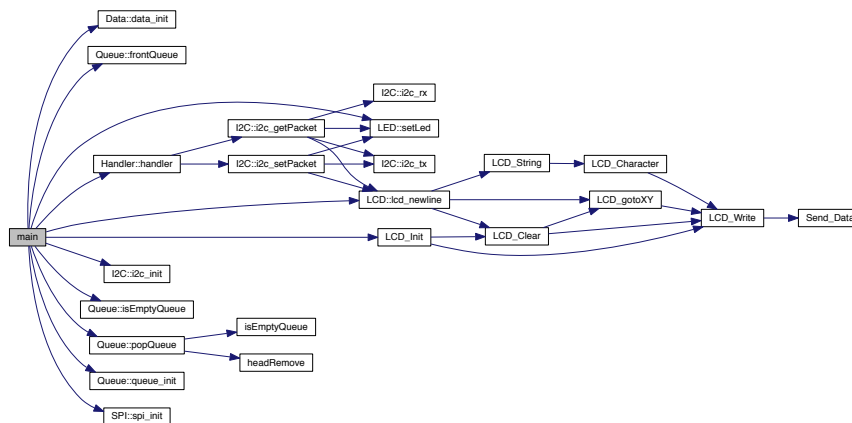 Data::data_init
Queue::frontQueue
I2C::i2c_rx
I2C::i2c_getPacket
LED::setLed
Handler::handler
I2C::i2c_setPacket
I2C::i2c_tx
LCD_String
LCD_Character
LCD::lcd_newline
LCD_gotoXY
LCD_Write
Send_Data
main
LCD_Init
LCD_Clear
I2C::i2c_init
Queue::isEmptyQueue
isEmptyQueue
Queue::popQueue
headRemove
Queue::queue_init
SPI::spi_init